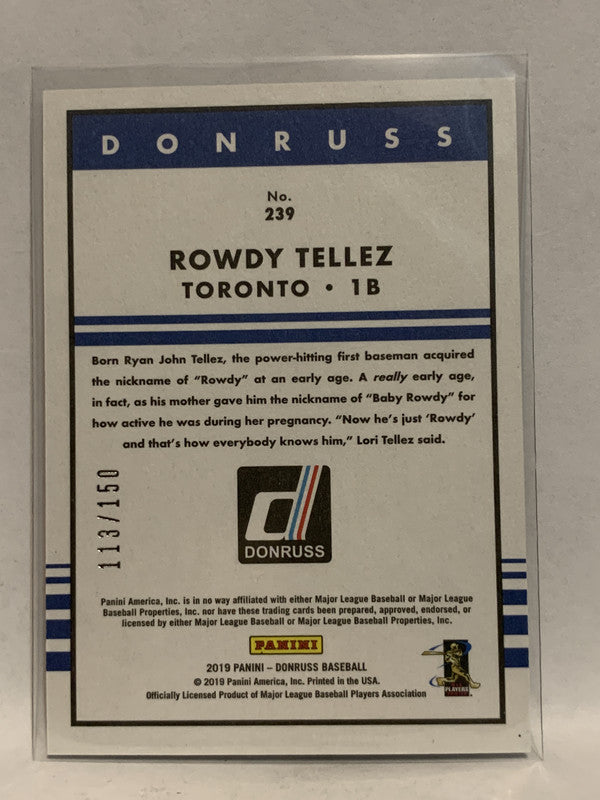 DONRUSS
No.
239
ROWDY TELLEZ
TORONTO • 1B
Born Ryan John Tellez, the power-hitting first baseman acquired
the nickname of “Rowdy” at an early age. A really early age,
in fact, as his mother gave him the nickname of “Baby Rowdy” for
how active he was during her pregnancy. “Now he’s just ‘Rowdy’
and that’s how everybody knows him,” Lori Tellez said.
113/150
d
DONRUSS
Panini America, Inc. is in no way affiliated with either Major League Baseball or Major League
Baseball Properties, Inc. nor have these trading cards been prepared, approved, endorsed, or
licensed by either Major League Baseball or Major League Baseball Properties, Inc.
PANINI
2019 PANINI – DONRUSS BASEBALL
© 2019 Panini America, Inc. Printed in the USA.
Officially Licensed Product of Major League Baseball Players Association
PLAYERS